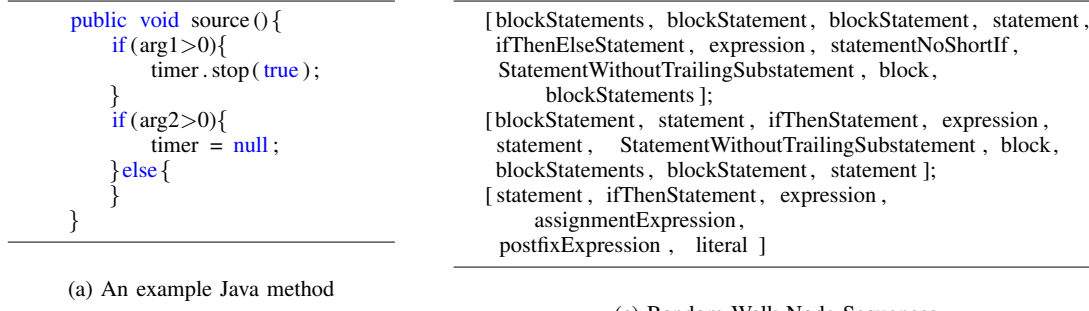 public void source(){
if(arg1>0){
timer.stop(true);
}
if(arg2>0){
timer = null;
}else{
}
}
(a) An example Java method
[blockStatements, blockStatement, blockStatement, statement,
ifThenElseStatement, expression, statementNoShortIf,
StatementWithoutTrailingSubstatement, block,
blockStatements];
[blockStatement, statement, ifThenStatement, expression,
statement, StatementWithoutTrailingSubstatement, block,
blockStatements, blockStatement, statement];
[statement, ifThenStatement, expression,
assignmentExpression,
postfixExpression, literal ]